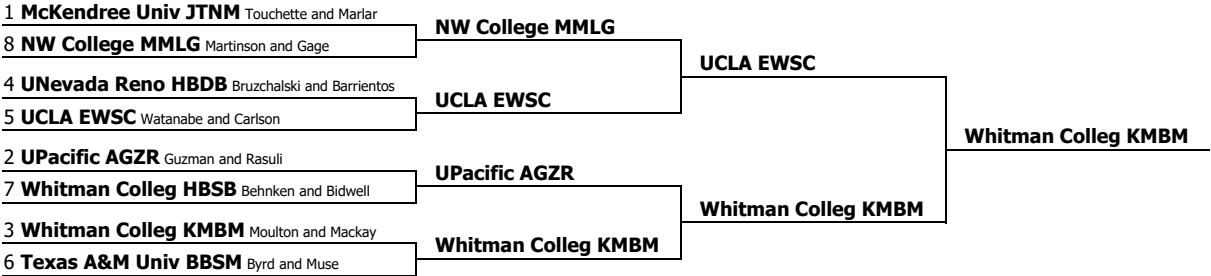 1 McKendree Univ JTNM Touchette and Marlar
8 NW College MMLG Martinson and Gage
4 UNevada Reno HBDB Bruzchalski and Barrientos
5 UCLA EWSC Watanabe and Carlson
2 UPacific AGZR Guzman and Rasuli
7 Whitman Colleg HBSB Behnken and Bidwell
3 Whitman Colleg KMBM Moulton and Mackay
6 Texas A&M Univ BBSM Byrd and Muse
NW College MMLG
UCLA EWSC
UPacific AGZR
Whitman Colleg KMBM
UCLA EWSC
Whitman Colleg KMBM
Whitman Colleg KMBM